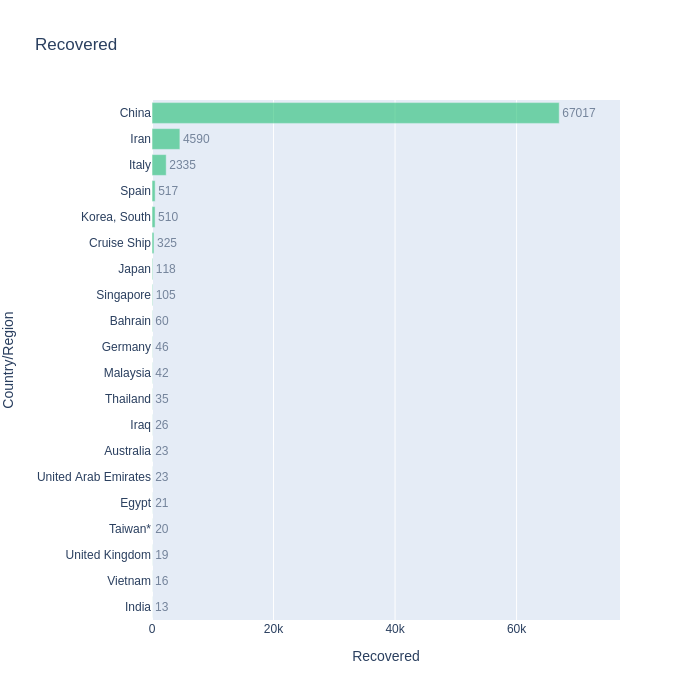 Recovered
China 67017
Iran 4590
Italy 2335
Spain 517
Korea, South 510
Cruise Ship 325
Japan 118
Singapore 105
Bahrain 60
Germany 46
Malaysia 42
Thailand 35
Iraq 26
Australia 23
United Arab Emirates 23
Egypt 21
Taiwan* 20
United Kingdom 19
Vietnam 16
India 13
0 20k 40k 60k
Recovered
Country/Region